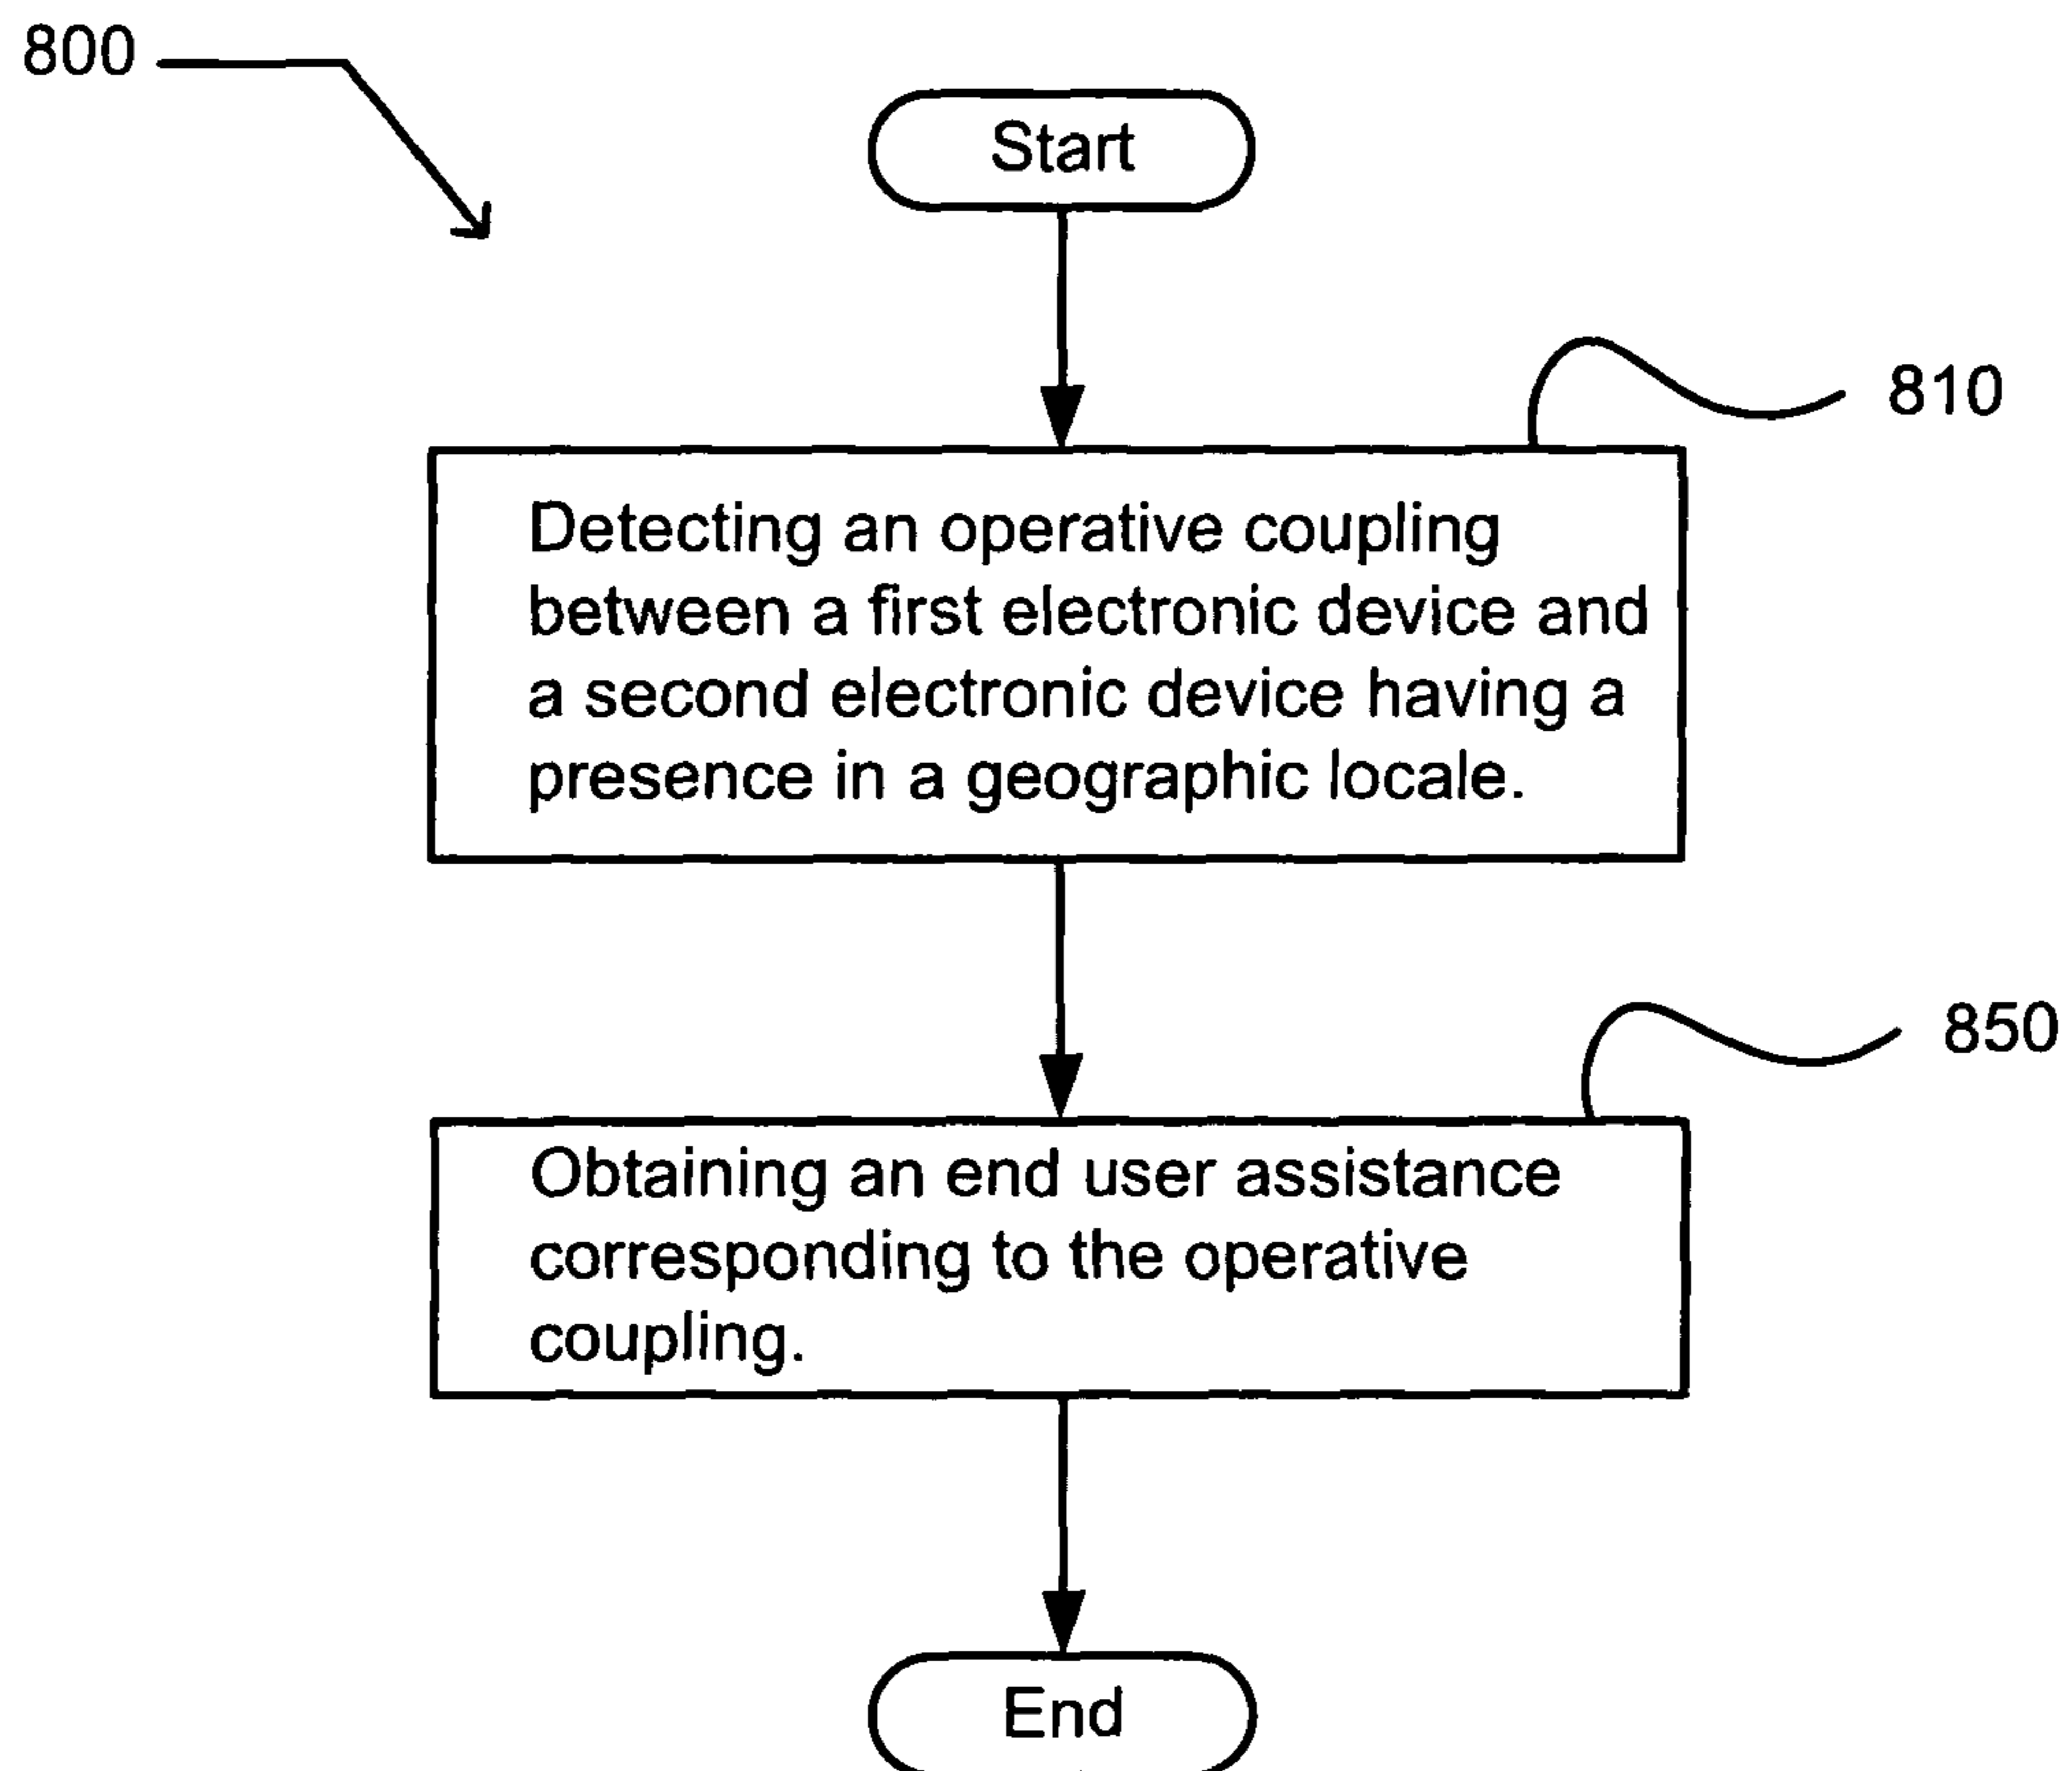 800
Start
810
Detecting an operative coupling
between a first electronic device and
a second electronic device having a
presence in a geographic locale.
850
Obtaining an end user assistance
corresponding to the operative
coupling.
End